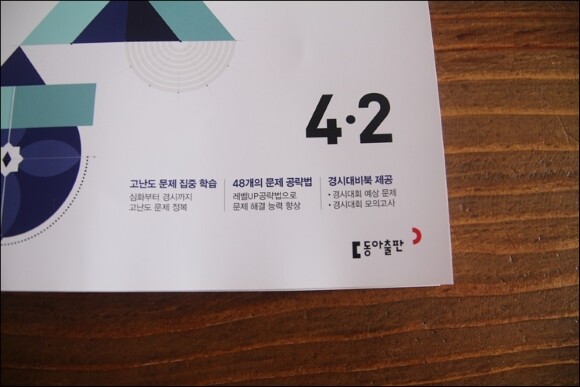 4·2
고난도 문제 집중 학습
심화부터 경시까지
고난도 문제 정복
48개의 문제 공략법
레벨UP공략법으로
문제 해결 능력 향상
경시대비북 제공
• 경시대회 예상 문제
• 경시대회 모의고사
동아출판